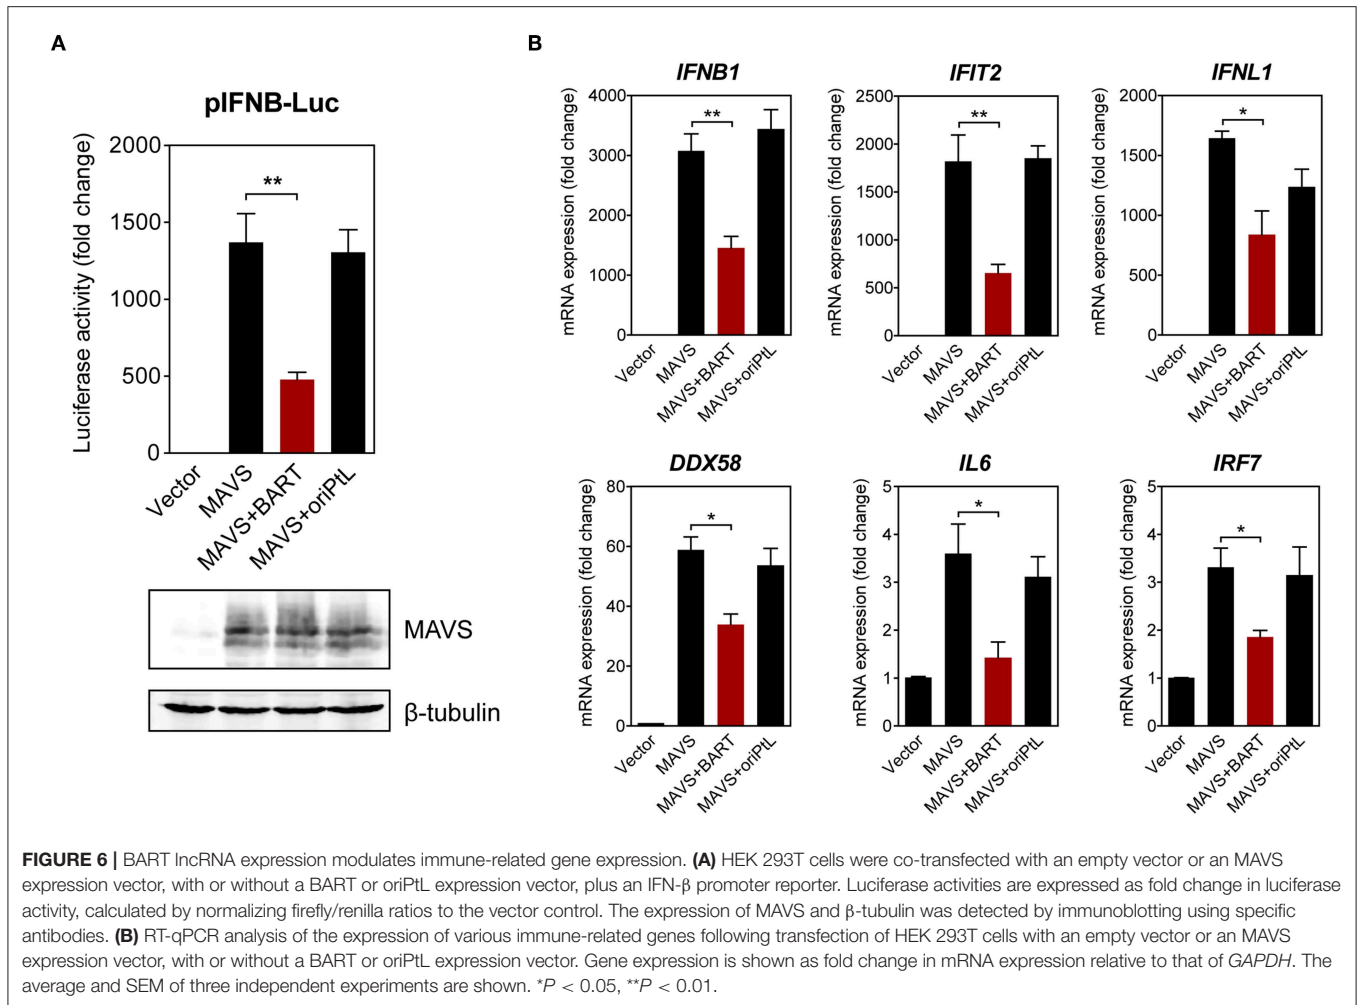 A
pIFNB-Luc
Luciferase activity (fold change)
2000
1500
1000
500
0
**
Vector
MAVS
MAVS+BART
MAVS+oriPtL
MAVS
β-tubulin
B
IFNB1
mRNA expression (fold change)
4000
3000
2000
1000
0
**
Vector
MAVS
MAVS+BART
MAVS+oriPtL
IFIT2
mRNA expression (fold change)
2500
2000
1500
1000
500
0
**
Vector
MAVS
MAVS+BART
MAVS+oriPtL
IFNL1
mRNA expression (fold change)
2000
1500
1000
500
0
*
Vector
MAVS
MAVS+BART
MAVS+oriPtL
DDX58
mRNA expression (fold change)
80
60
40
20
0
*
Vector
MAVS
MAVS+BART
MAVS+oriPtL
IL6
mRNA expression (fold change)
5
4
3
2
1
0
*
Vector
MAVS
MAVS+BART
MAVS+oriPtL
IRF7
mRNA expression (fold change)
5
4
3
2
1
0
*
Vector
MAVS
MAVS+BART
MAVS+oriPtL
FIGURE 6 | BART lncRNA expression modulates immune-related gene expression. (A) HEK 293T cells were co-transfected with an empty vector or an MAVS
expression vector, with or without a BART or oriPtL expression vector, plus an IFN-β promoter reporter. Luciferase activities are expressed as fold change in luciferase
activity, calculated by normalizing firefly/renilla ratios to the vector control. The expression of MAVS and β-tubulin was detected by immunoblotting using specific
antibodies. (B) RT-qPCR analysis of the expression of various immune-related genes following transfection of HEK 293T cells with an empty vector or an MAVS
expression vector, with or without a BART or oriPtL expression vector. Gene expression is shown as fold change in mRNA expression relative to that of GAPDH. The
average and SEM of three independent experiments are shown. *P < 0.05, **P < 0.01.